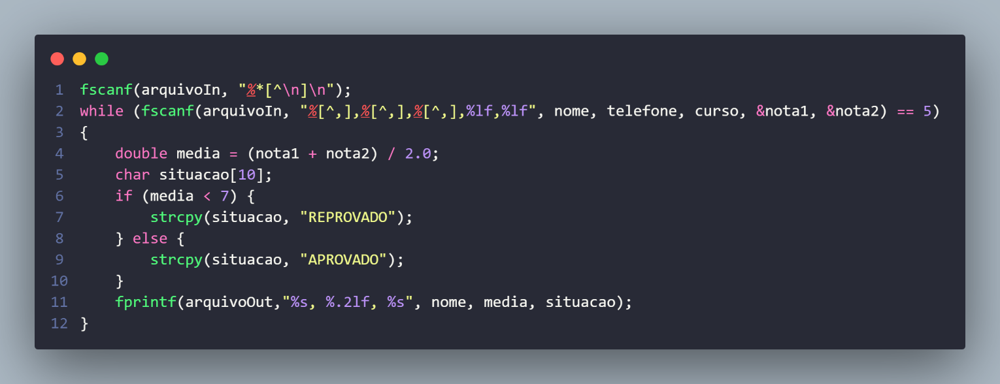 1 fscanf(arquivoIn, "%*[^\n]\n");
2 while (fscanf(arquivoIn, "%[^,],%[^,],%[^,],%lf,%lf", nome, telefone, curso, &nota1, &nota2) == 5)
3 {
4     double media = (nota1 + nota2) / 2.0;
5     char situacao[10];
6     if (media < 7) {
7         strcpy(situacao, "REPROVADO");
8     } else {
9         strcpy(situacao, "APROVADO");
10     }
11     fprintf(arquivoOut,"%s, %.2lf, %s", nome, media, situacao);
12 }